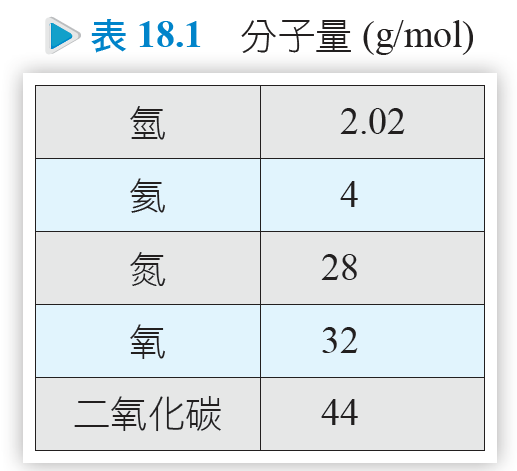 表 18.1 分子量 (g/mol)
氫 2.02
氦 4
氮 28
氧 32
二氧化碳 44